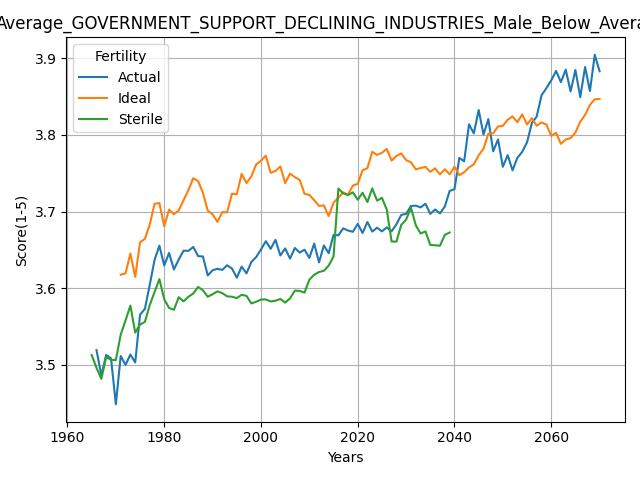 Average_GOVERNMENT_SUPPORT_DECLINING_INDUSTRIES_Male_Below_Avera
Fertility
Actual
Ideal
Sterile
Score(1-5)
3.9
3.8
3.7
3.6
3.5
1960 1980 2000 2020 2040 2060
Years